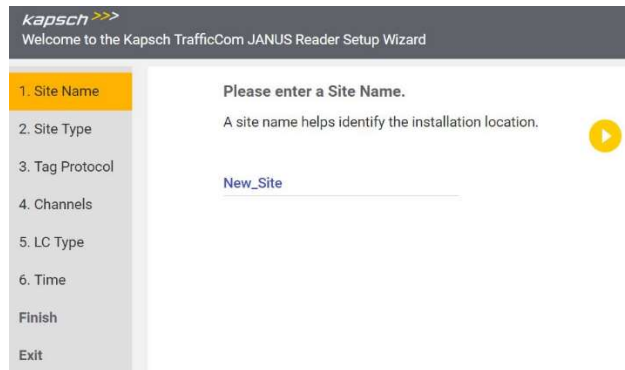 kapsch >>>
Welcome to the Kapsch TrafficCom JANUS Reader Setup Wizard
1. Site Name
2. Site Type
3. Tag Protocol
4. Channels
5. LC Type
6. Time
Finish
Exit
Please enter a Site Name.
A site name helps identify the installation location.
New_Site